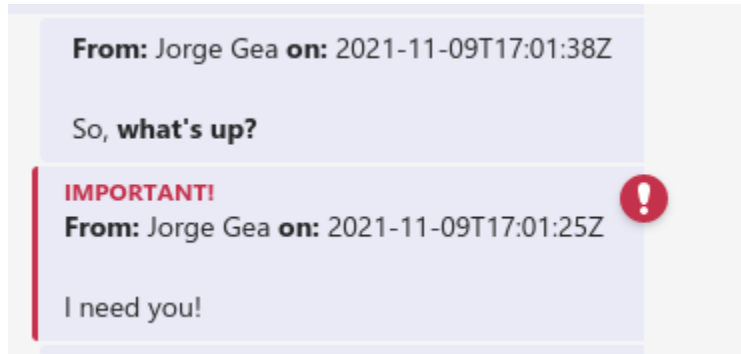 From: Jorge Gea on: 2021-11-09T17:01:38Z
So, what's up?
IMPORTANT!
From: Jorge Gea on: 2021-11-09T17:01:25Z
I need you!